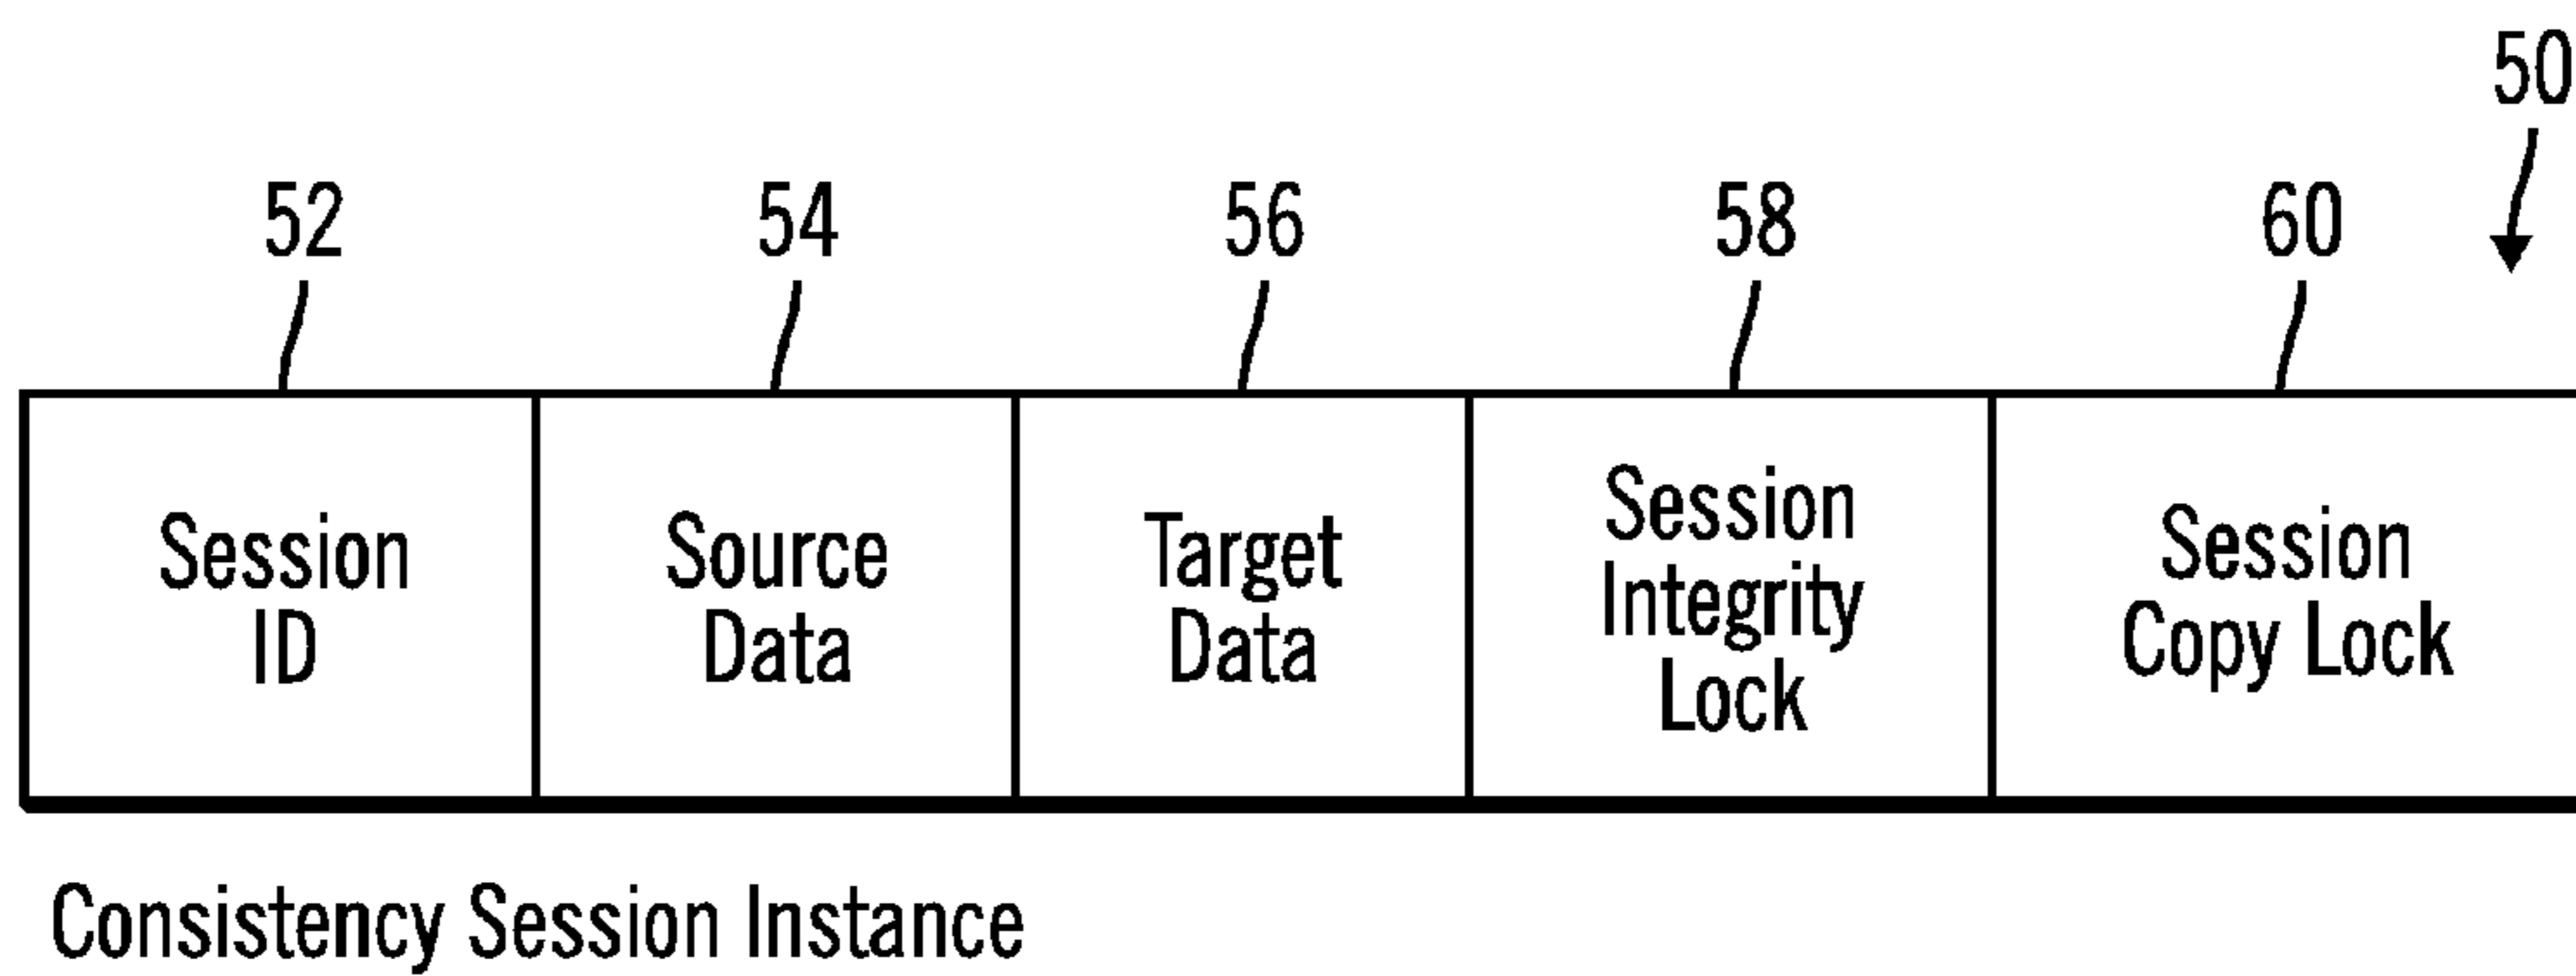 50
52
54
56
58
60
Session
ID
Source
Data
Target
Data
Session
Integrity
Lock
Session
Copy Lock
Consistency Session Instance